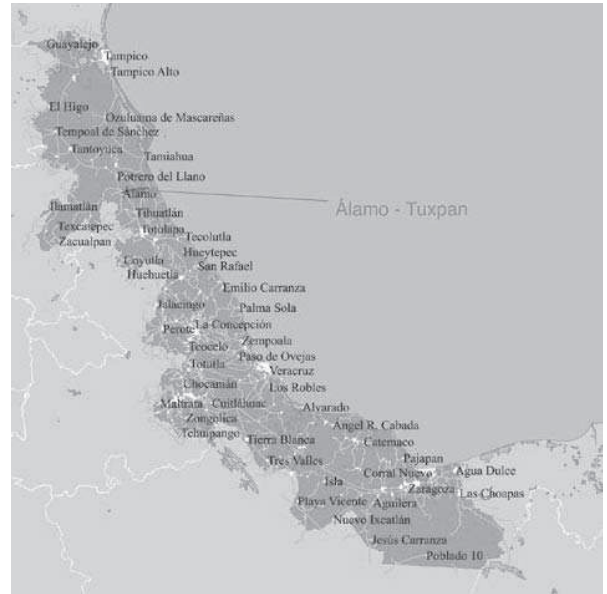 Guayalejo
Tampico
Tampico Alto
El Higo
Ozuluama de Mascareñas
Tempoal de Sánchez
Tantoyuca
Tamiahua
Potrero del Llano
Álamo
Álamo - Tuxpan
Ilamatlán
Tihuatlán
Texcatepec
Totolapa
Zacualpan
Tecolutla
Hueytepec
Coyutla
San Rafael
Huehuetla
Emilio Carranza
Jalacingo
Palma Sola
La Concepción
Perote
Zempoala
Teocelo
Paso de Ovejas
Totutla
Veracruz
Chocamán
Los Robles
Maltrata
Cuitláhuac
Alvarado
Zongolica
Ángel R. Cabada
Tehuipango
Tierra Blanca
Catemaco
Tres Valles
Pajapan
Corral Nuevo
Agua Dulce
Isla
Zaragoza
Las Choapas
Playa Vicente
Aguilera
Nuevo Ixcatlán
Jesús Carranza
Poblado 10